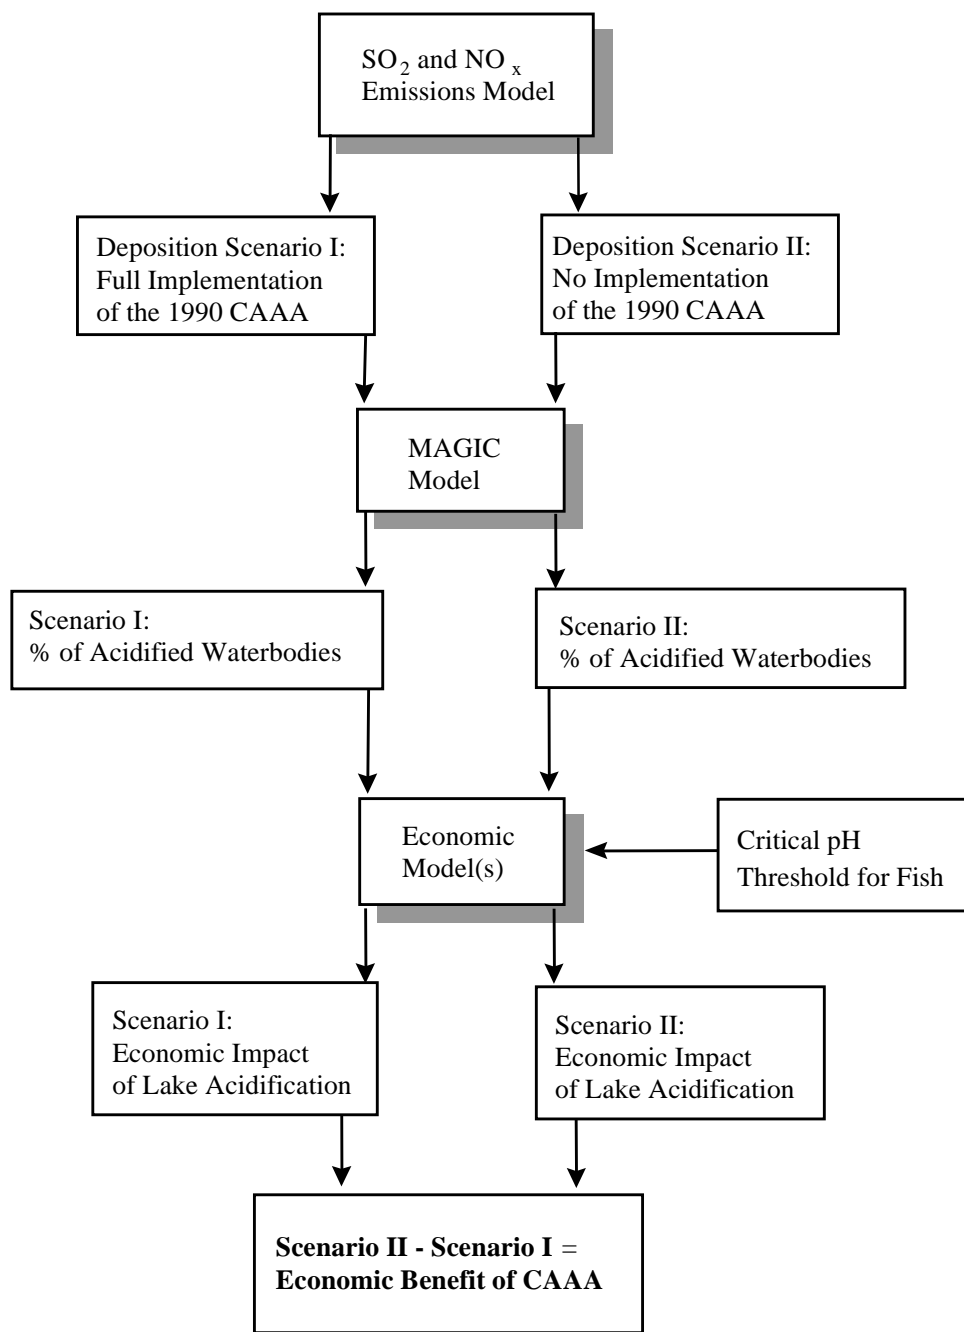 SO2 and NOx
Emissions Model
Deposition Scenario I:
Full Implementation
of the 1990 CAAA
Deposition Scenario II:
No Implementation
of the 1990 CAAA
MAGIC
Model
Scenario I:
% of Acidified Waterbodies
Scenario II:
% of Acidified Waterbodies
Economic
Model(s)
Critical pH
Threshold for Fish
Scenario I:
Economic Impact
of Lake Acidification
Scenario II:
Economic Impact
of Lake Acidification
Scenario II - Scenario I =
Economic Benefit of CAAA